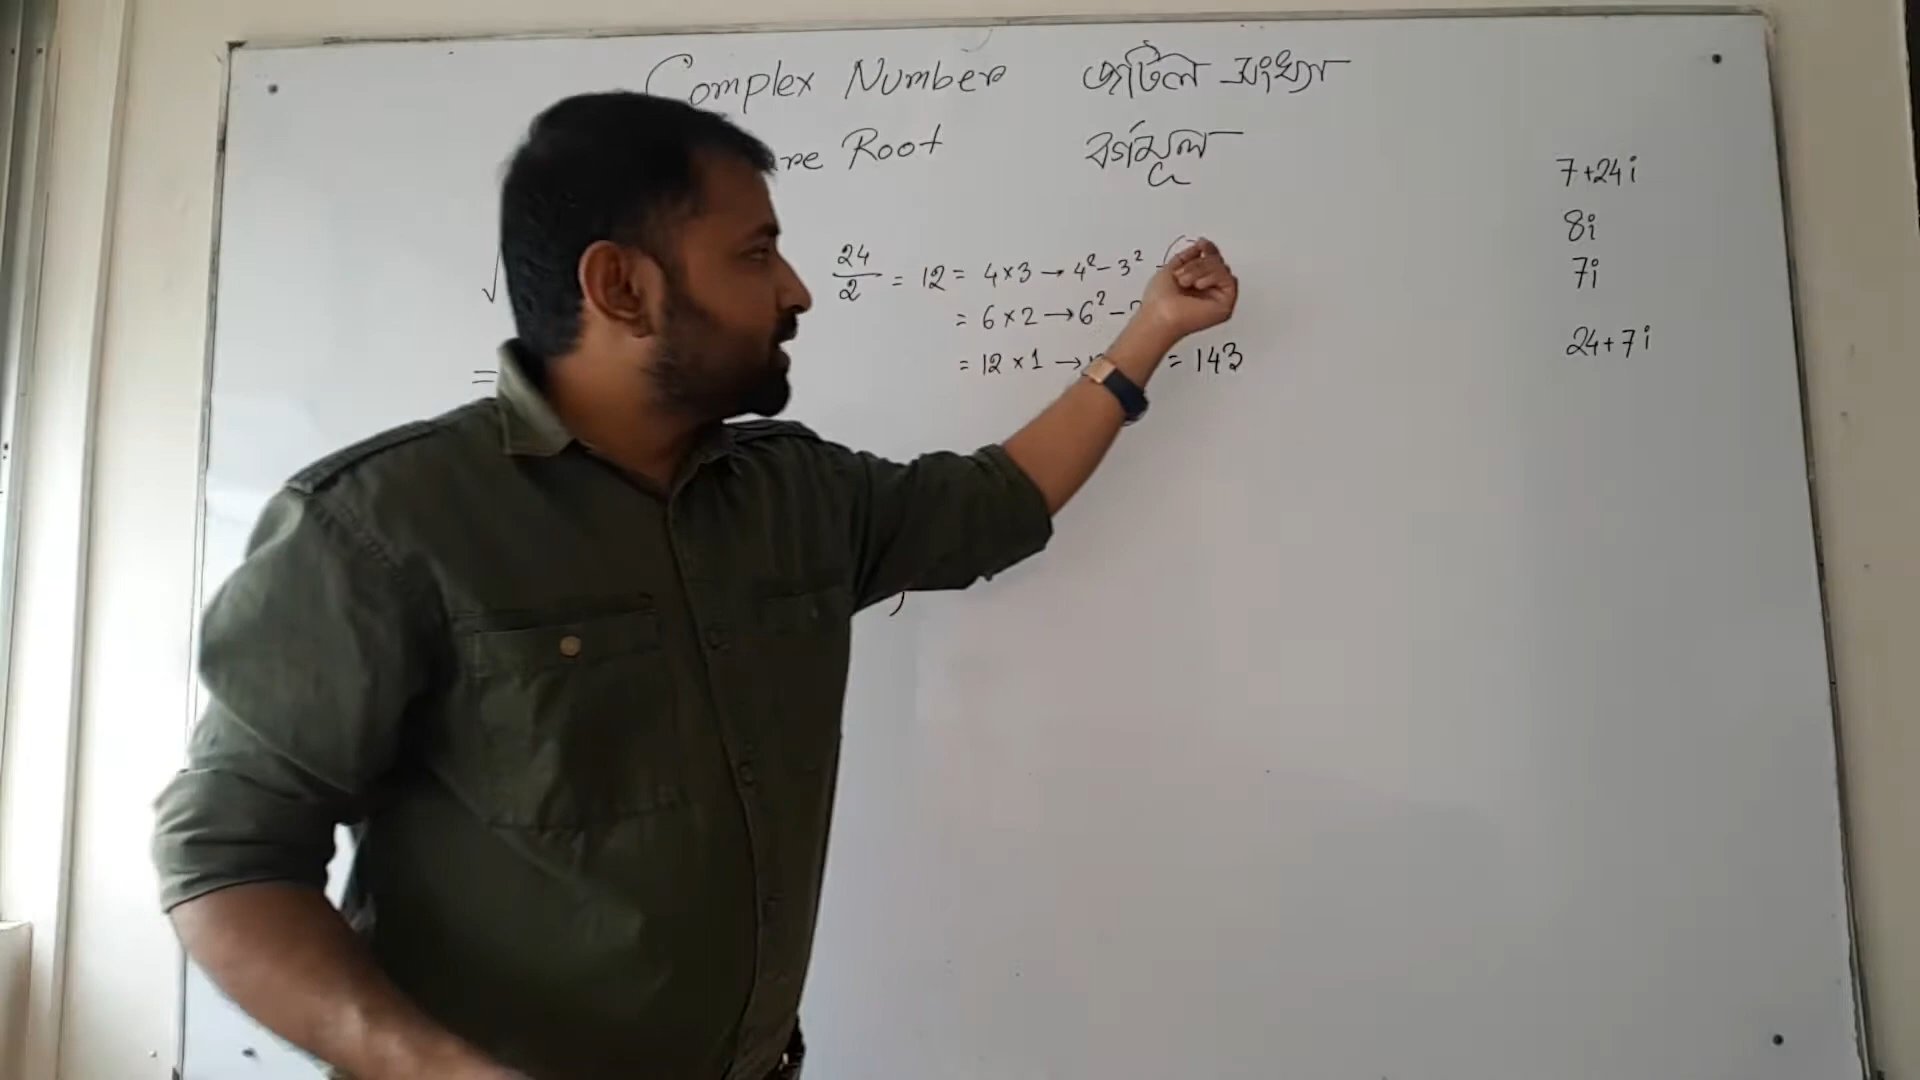 Complex Number জটিল সংখ্যা
Root বর্গমূল
24/2 = 12 = 4×3 → 4² - 3²
= 6×2 → 6² -
= 12×1 → = 143
7+24i
8i
7i
24+7i
√
=